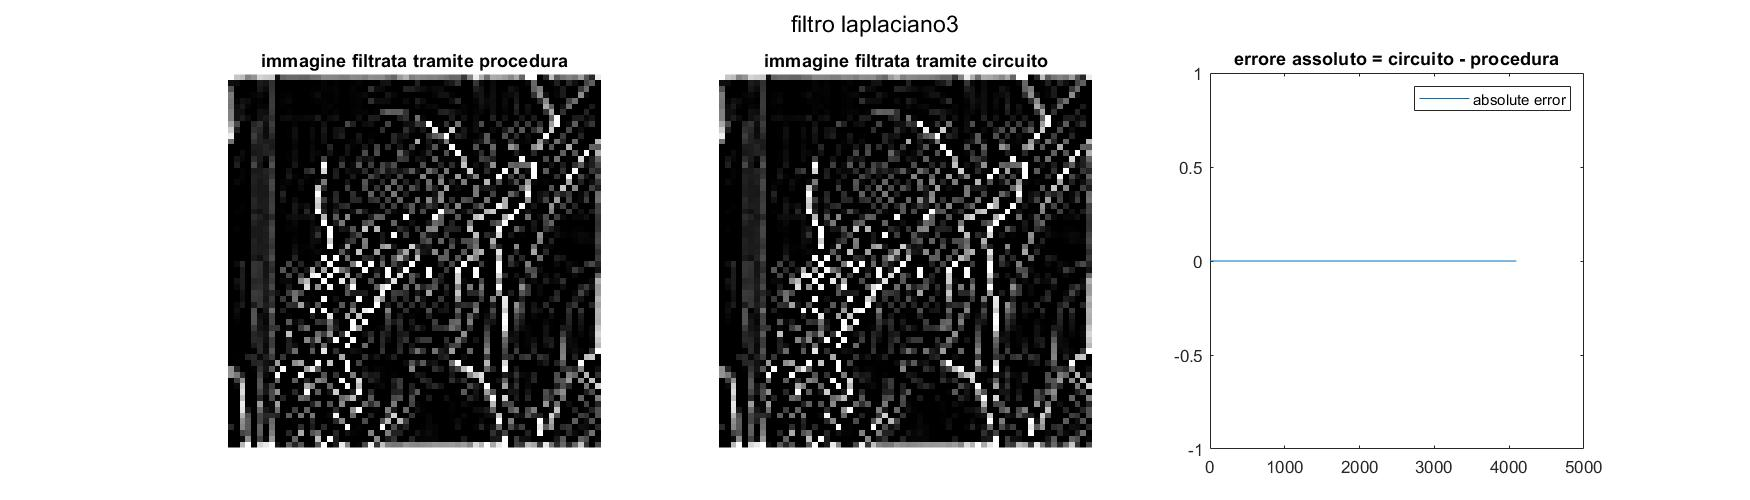 filtro laplaciano3
immagine filtrata tramite procedura
immagine filtrata tramite circuito
errore assoluto = circuito - procedura
absolute error
1
0.5
0
-0.5
-1
0 1000 2000 3000 4000 5000